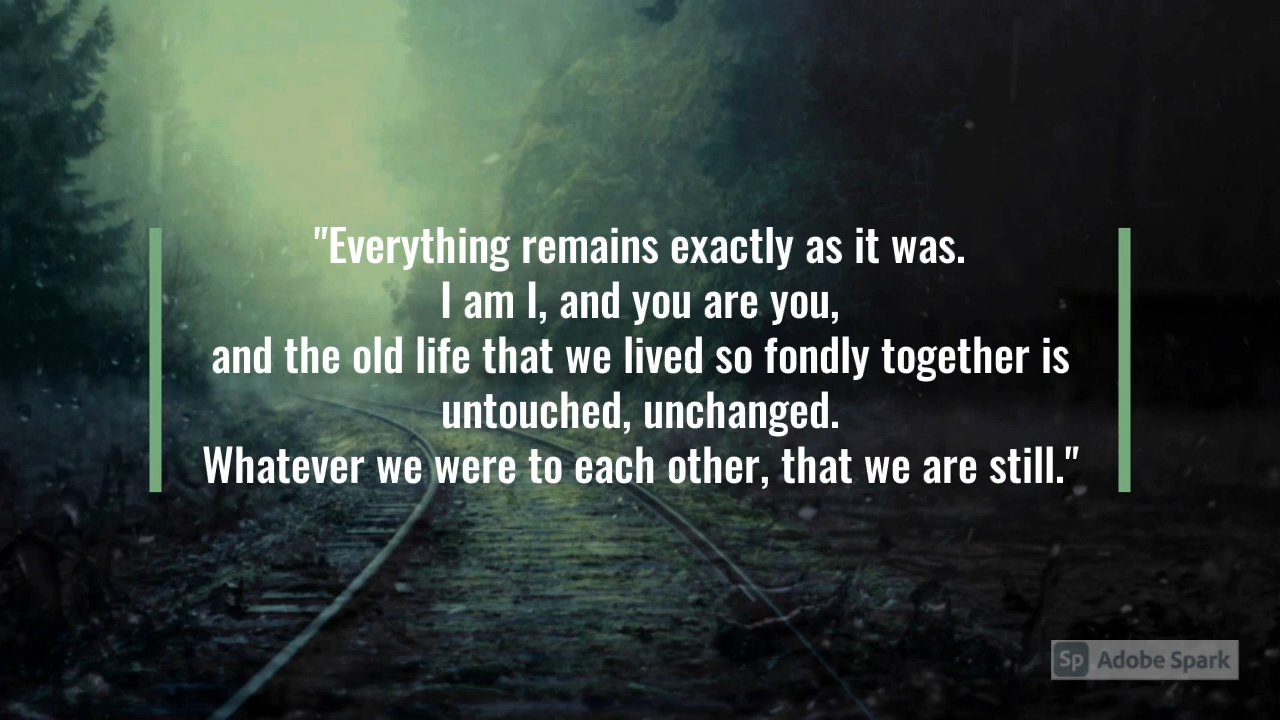 "Everything remains exactly as it was.
I am I, and you are you,
and the old life that we lived so fondly together is
untouched, unchanged.
Whatever we were to each other, that we are still."
Sp Adobe Spark